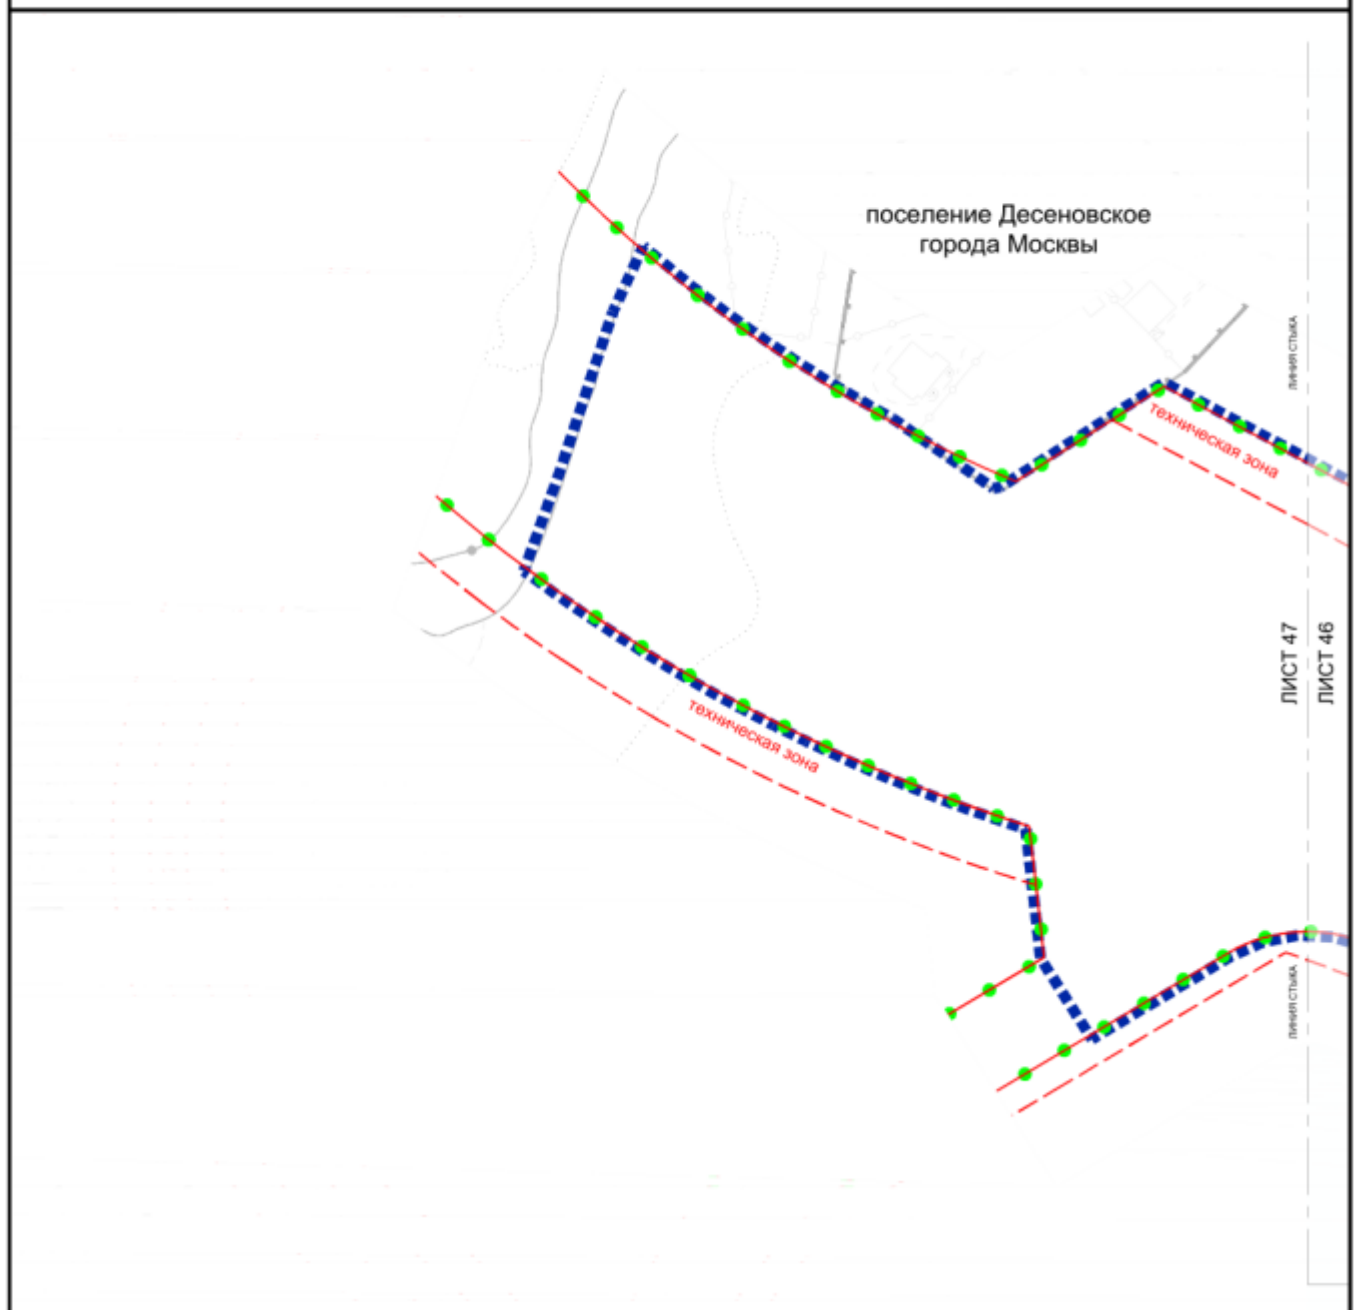 поселение Десеновское
города Москвы
ЛИНИЯ СТЫКА
техническая зона
ЛИСТ 47
ЛИСТ 46
техническая зона
ЛИНИЯ СТЫКА